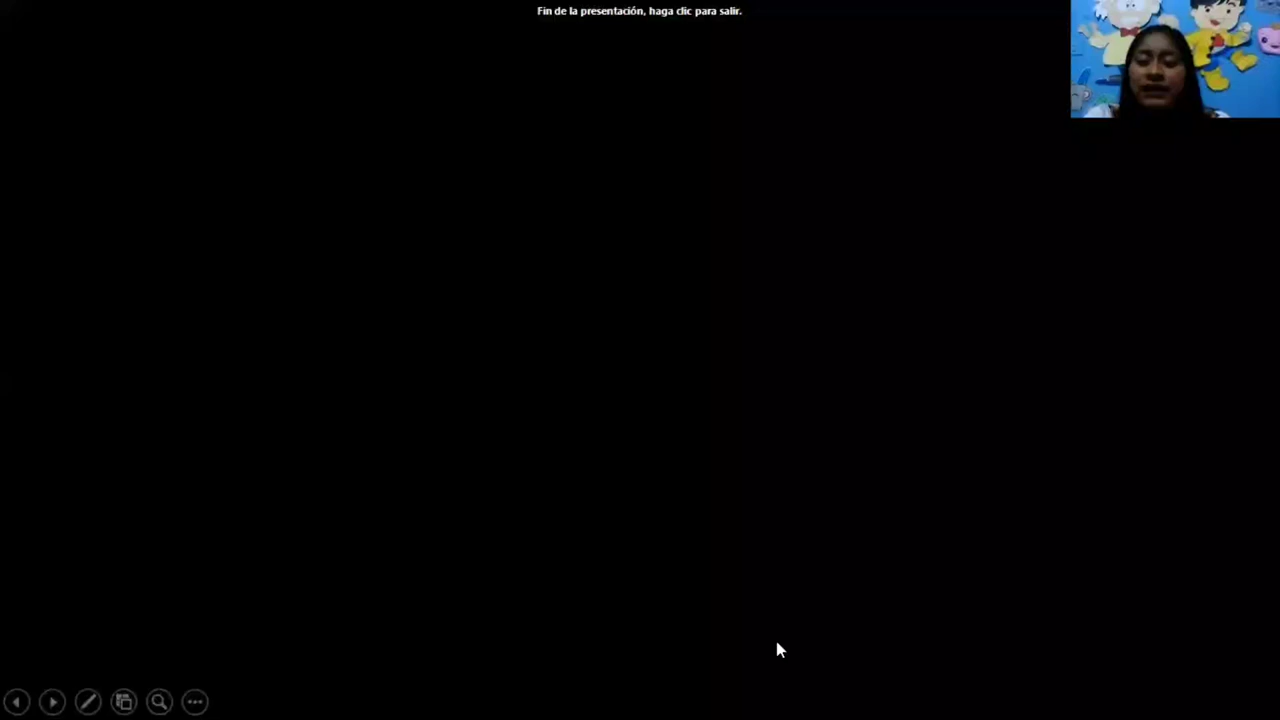 Fin de la presentación, haga clic para salir.